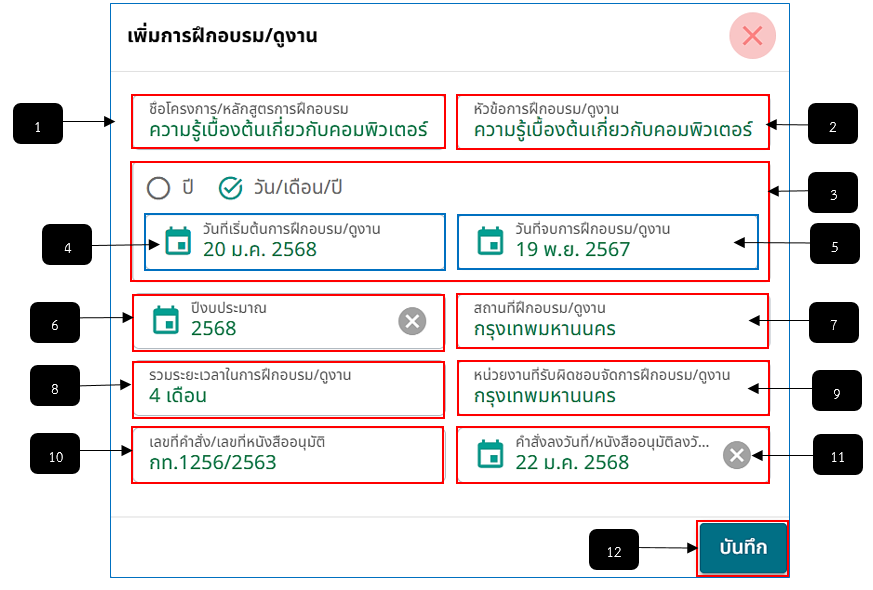 เพิ่มการฝึกอบรม/ดูงาน
1
ชื่อโครงการ/หลักสูตรการฝึกอบรม
ความรู้เบื้องต้นเกี่ยวกับคอมพิวเตอร์
หัวข้อการฝึกอบรม/ดูงาน
ความรู้เบื้องต้นเกี่ยวกับคอมพิวเตอร์
2
ปี
วัน/เดือน/ปี
3
4
วันที่เริ่มต้นการฝึกอบรม/ดูงาน
20 ม.ค. 2568
วันที่จบการฝึกอบรม/ดูงาน
19 พ.ย. 2567
5
6
ปีงบประมาณ
2568
สถานที่ฝึกอบรม/ดูงาน
กรุงเทพมหานนคร
7
8
รวมระยะเวลาในการฝึกอบรม/ดูงาน
4 เดือน
หน่วยงานที่รับผิดชอบจัดการฝึกอบรม/ดูงาน
กรุงเทพมหานนคร
9
10
เลขที่คำสั่ง/เลขที่หนังสืออนุมัติ
กท.1256/2563
คำสั่งลงวันที่/หนังสืออนุมัติลงวั...
22 ม.ค. 2568
11
12
บันทึก